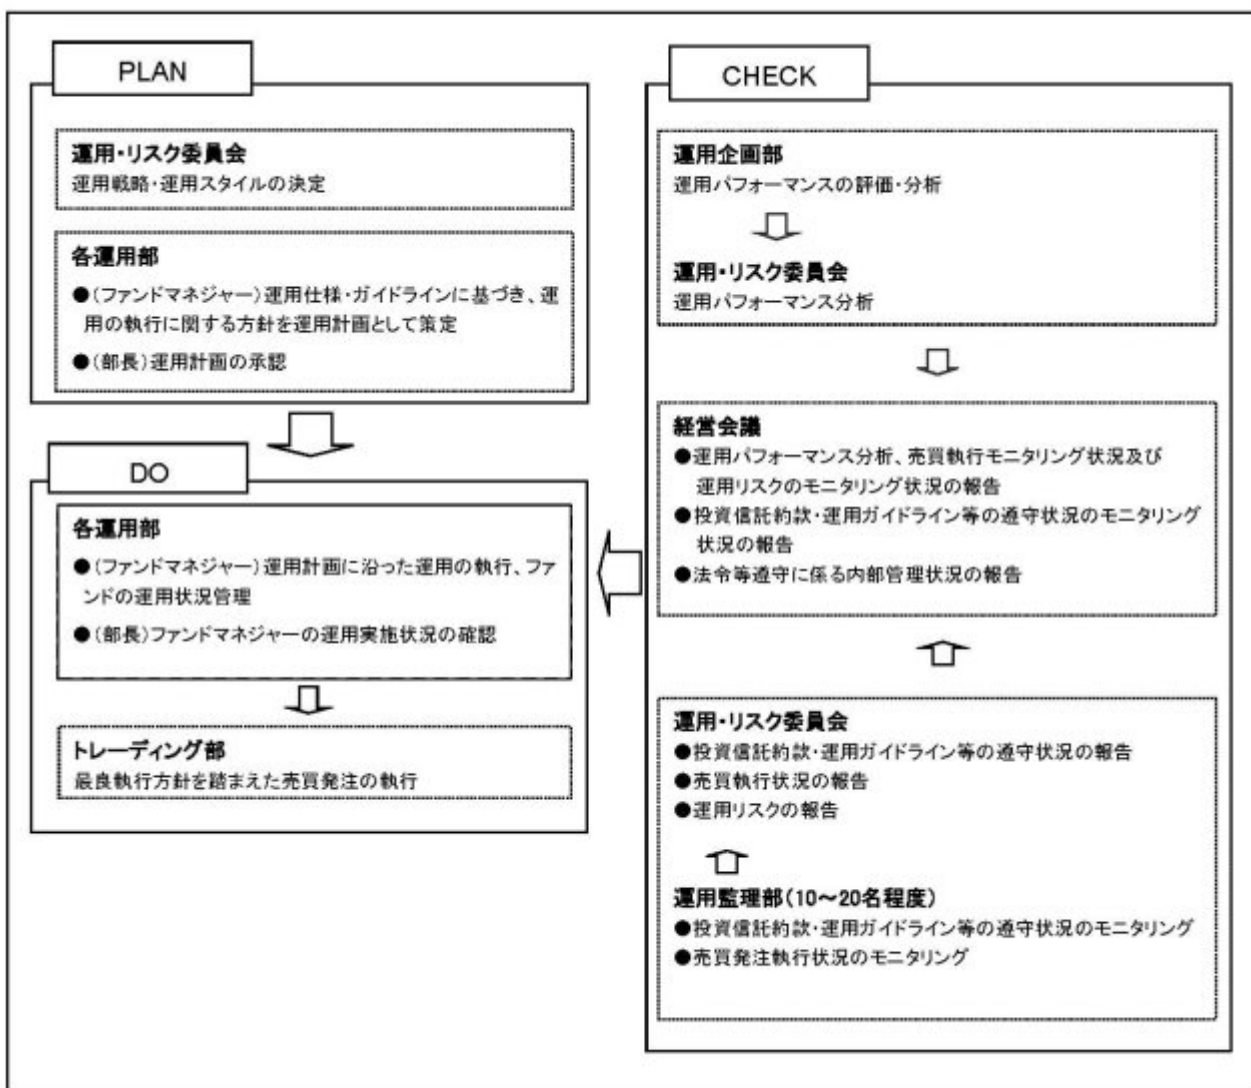 PLAN
運用・リスク委員会
運用戦略・運用スタイルの決定
各運用部
●(ファンドマネジャー)運用仕様・ガイドラインに基づき、運
用の執行に関する方針を運用計画として策定
●(部長)運用計画の承認
DO
各運用部
●(ファンドマネジャー)運用計画に沿った運用の執行、ファ
ンドの運用状況管理
●(部長)ファンドマネジャーの運用実施状況の確認
トレーディング部
最良執行方針を踏まえた売買発注の執行
CHECK
運用企画部
運用パフォーマンスの評価・分析
運用・リスク委員会
運用パフォーマンス分析
経営会議
●運用パフォーマンス分析、売買執行モニタリング状況及び
運用リスクのモニタリング状況の報告
●投資信託約款・運用ガイドライン等の遵守状況のモニタリング
状況の報告
●法令等遵守に係る内部管理状況の報告
運用・リスク委員会
●投資信託約款・運用ガイドライン等の遵守状況の報告
●売買執行状況の報告
●運用リスクの報告
運用監理部(10～20名程度)
●投資信託約款・運用ガイドライン等の遵守状況のモニタリング
●売買発注執行状況のモニタリング